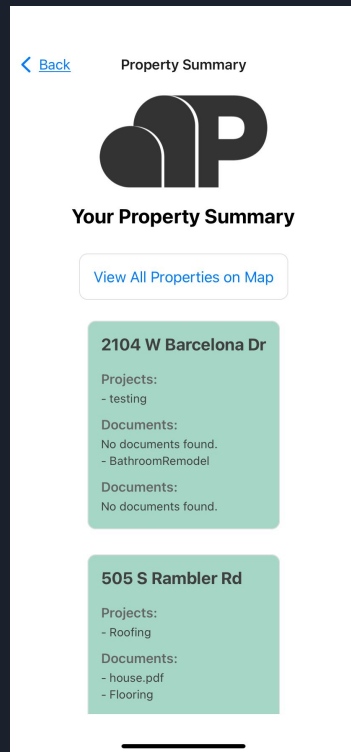 Back
Property Summary
P
Your Property Summary
View All Properties on Map
2104 W Barcelona Dr
Projects:
- testing
Documents:
No documents found.
- BathroomRemodel
Documents:
No documents found.
505 S Rambler Rd
Projects:
- Roofing
Documents:
- house.pdf
- Flooring